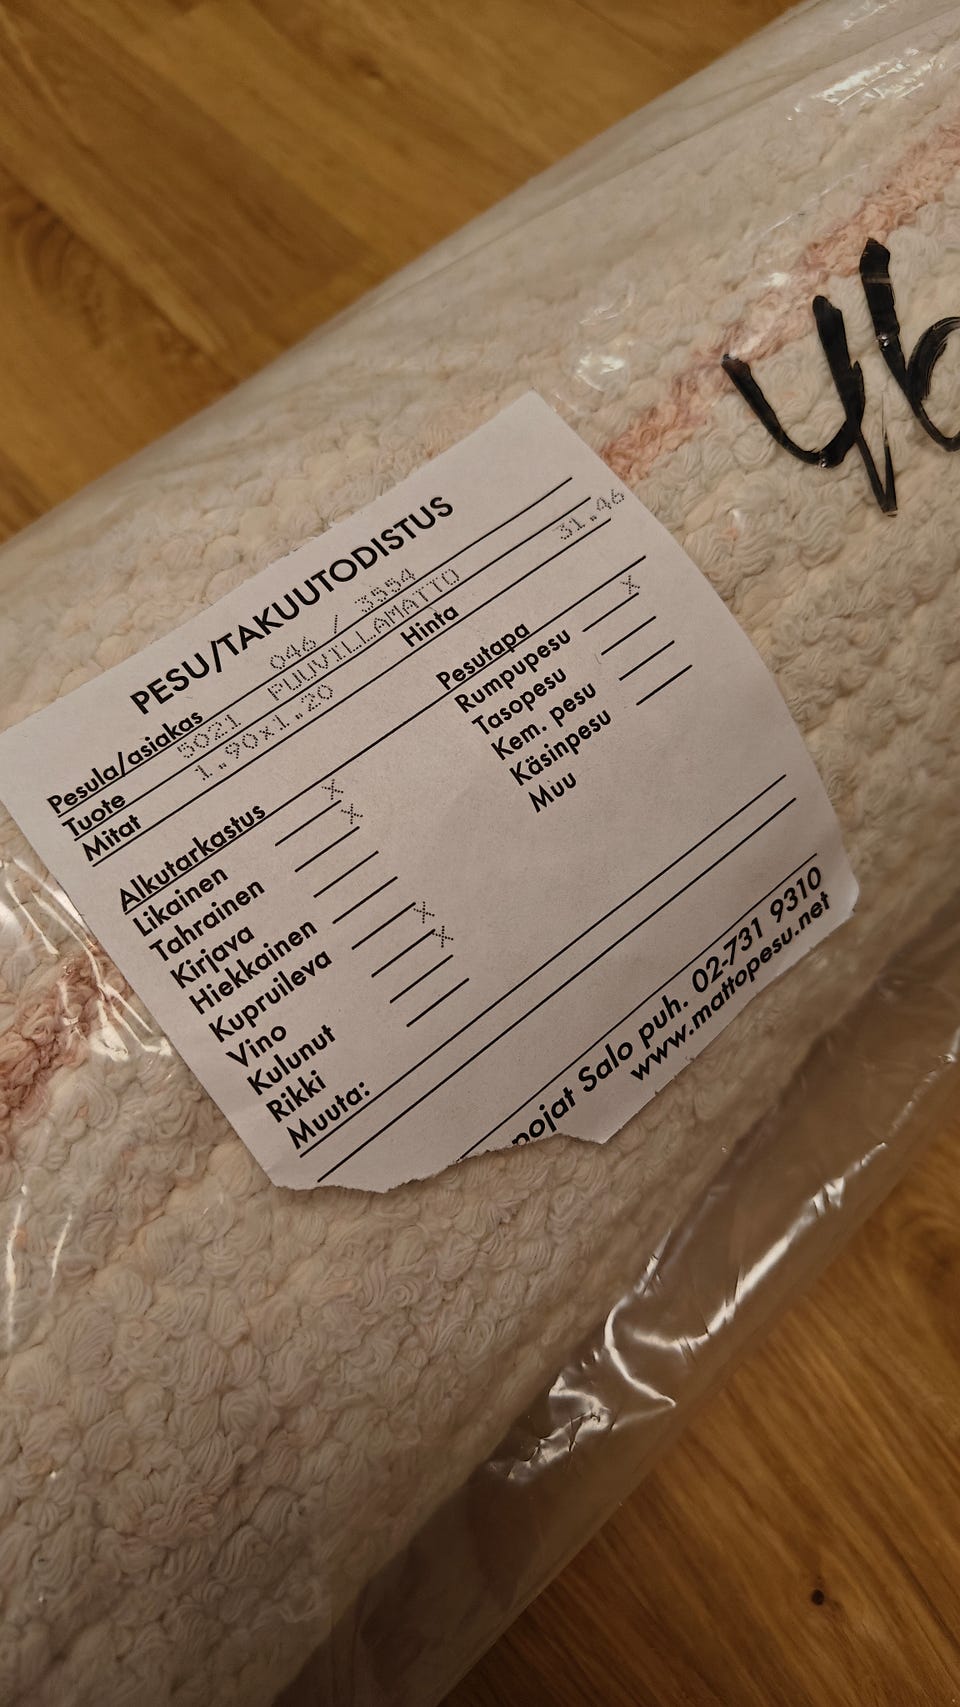 46
PESU/TAKUUTODISTUS
Pesula/asiakas 046 / 3554
Tuote 5021 PUUVILLAMATTO
Mitat 1.90x1.20 Hinta 31.46
Alkutarkastus
Likainen X
Tahrainen X
Kirjava
Hiekkainen
Kupruileva X
Vino X
Kulunut
Rikki
Muuta:
Pesutapa
Rumpupesu X
Tasopesu
Kem. pesu
Käsinpesu
Muu
pojat Salo puh. 02-731 9310
www.mattopesu.net